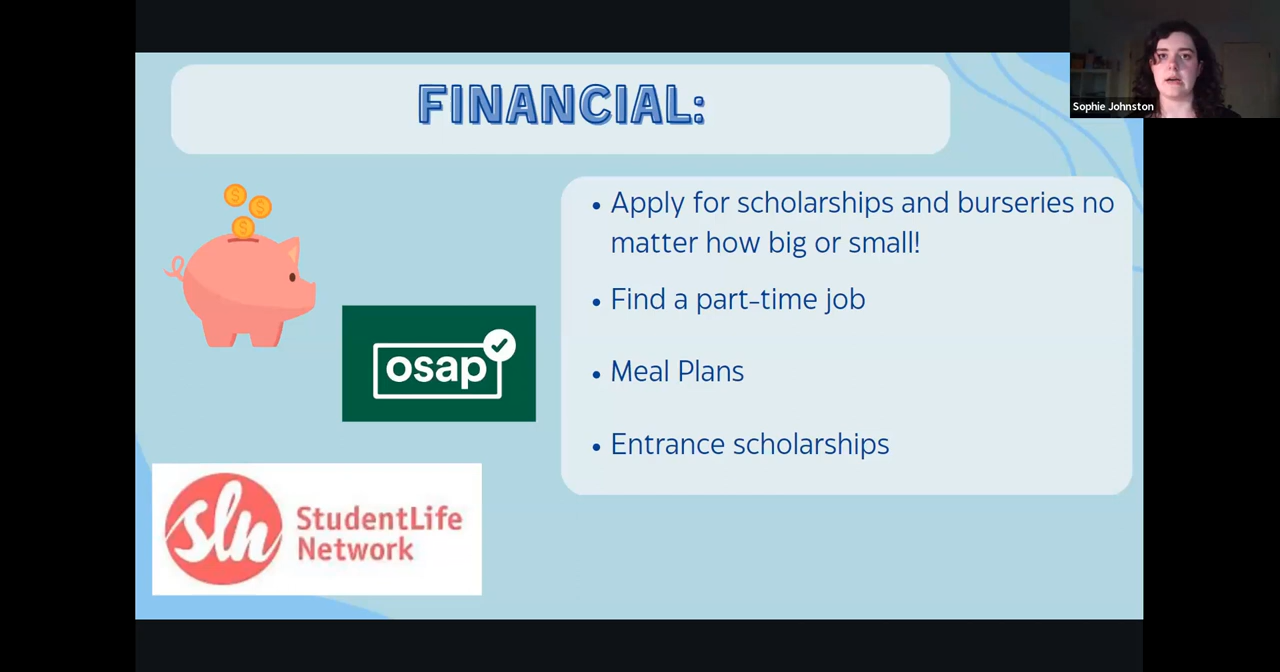 FINANCIAL:
Sophie Johnston
• Apply for scholarships and burseries no
matter how big or small!
• Find a part-time job
• Meal Plans
• Entrance scholarships
osap
sln
StudentLife
Network